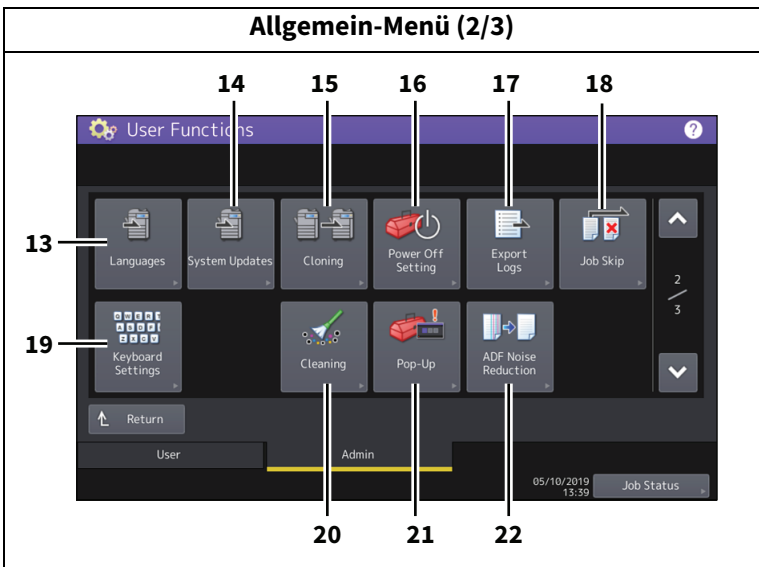 Allgemein-Menü (2/3)
14 15 16 17 18
User Functions ?
13
Languages
System Updates
Cloning
Power Off
Setting
Export
Logs
Job Skip
2
3
19
Keyboard
Settings
Cleaning
Pop-Up
ADF Noise
Reduction
Return
User
Admin
05/10/2019
13:39
Job Status
20 21 22